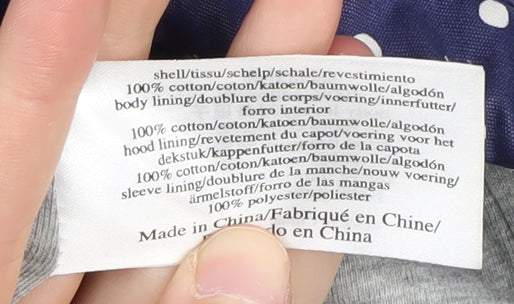 shell/tissu/schelp/schale/revestimiento
100% cotton/coton/katoen/baumwolle/algodón
body lining/doublure de corps/voering/innerfutter/
forro interior
100% cotton/coton/katoen/baumwolle/algodón
hood lining/revetement du capot/voering voor het
dekstuk/kappenfutter/forro de la capota
100% cotton/coton/katoen/baumwolle/algodón
sleeve lining/doublure de la manche/nouw voering/
ärmelstoff/forro de las mangas
100% polyester/poliester
Made in China/Fabriqué en Chine/
do en China